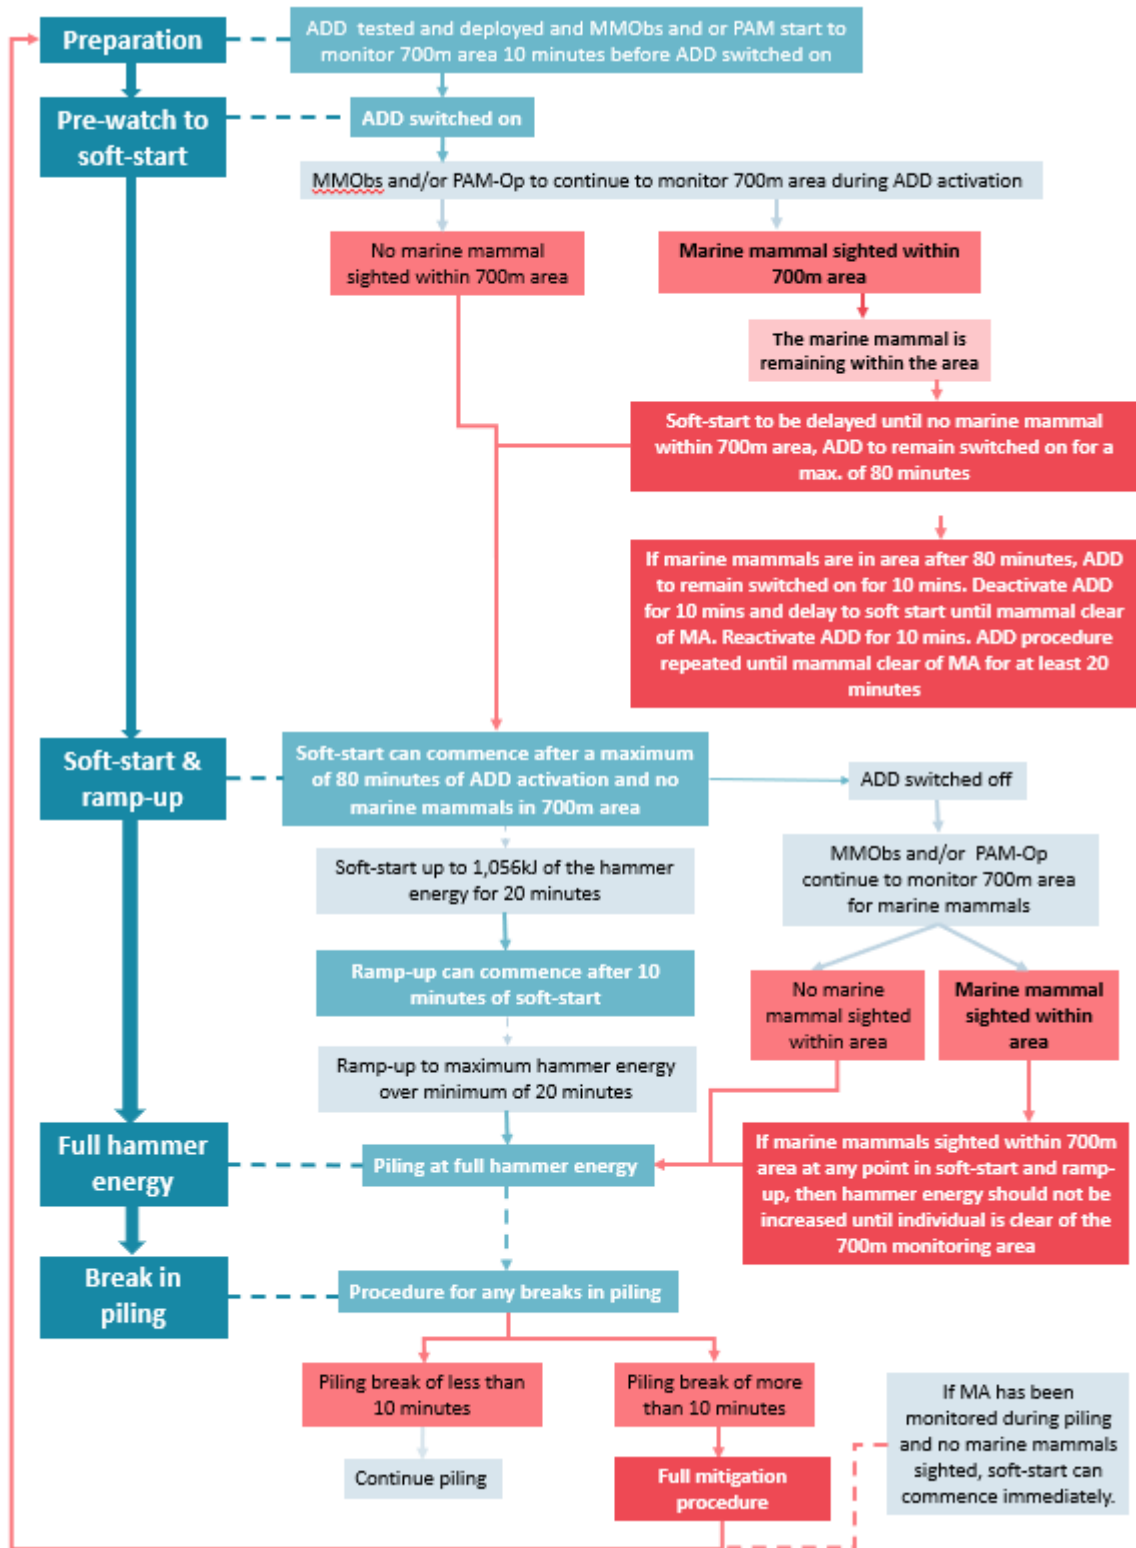 Preparation
ADD tested and deployed and MMObs and or PAM start to
monitor 700m area 10 minutes before ADD switched on
Pre-watch to
soft-start
ADD switched on
MMObs and/or PAM-Op to continue to monitor 700m area during ADD activation
No marine mammal
sighted within 700m area
Marine mammal sighted within
700m area
The marine mammal is
remaining within the area
Soft-start to be delayed until no marine mammal
within 700m area, ADD to remain switched on for a
max. of 80 minutes
If marine mammals are in area after 80 minutes, ADD
to remain switched on for 10 mins. Deactivate ADD
for 10 mins and delay to soft start until mammal clear
of MA. Reactivate ADD for 10 mins. ADD procedure
repeated until mammal clear of MA for at least 20
minutes
Soft-start &
ramp-up
Soft-start can commence after a maximum
of 80 minutes of ADD activation and no
marine mammals in 700m area
ADD switched off
Soft-start up to 1,056kJ of the hammer
energy for 20 minutes
MMObs and/or PAM-Op
continue to monitor 700m area
for marine mammals
Ramp-up can commence after 10
minutes of soft-start
No marine
mammal sighted
within area
Marine mammal
sighted within
area
Ramp-up to maximum hammer energy
over minimum of 20 minutes
Full hammer
energy
Piling at full hammer energy
If marine mammals sighted within 700m
area at any point in soft-start and ramp-
up, then hammer energy should not be
increased until individual is clear of the
700m monitoring area
Break in
piling
Procedure for any breaks in piling
Piling break of less than
10 minutes
Piling break of more
than 10 minutes
Continue piling
Full mitigation
procedure
If MA has been
monitored during piling
and no marine mammals
sighted, soft-start can
commence immediately.